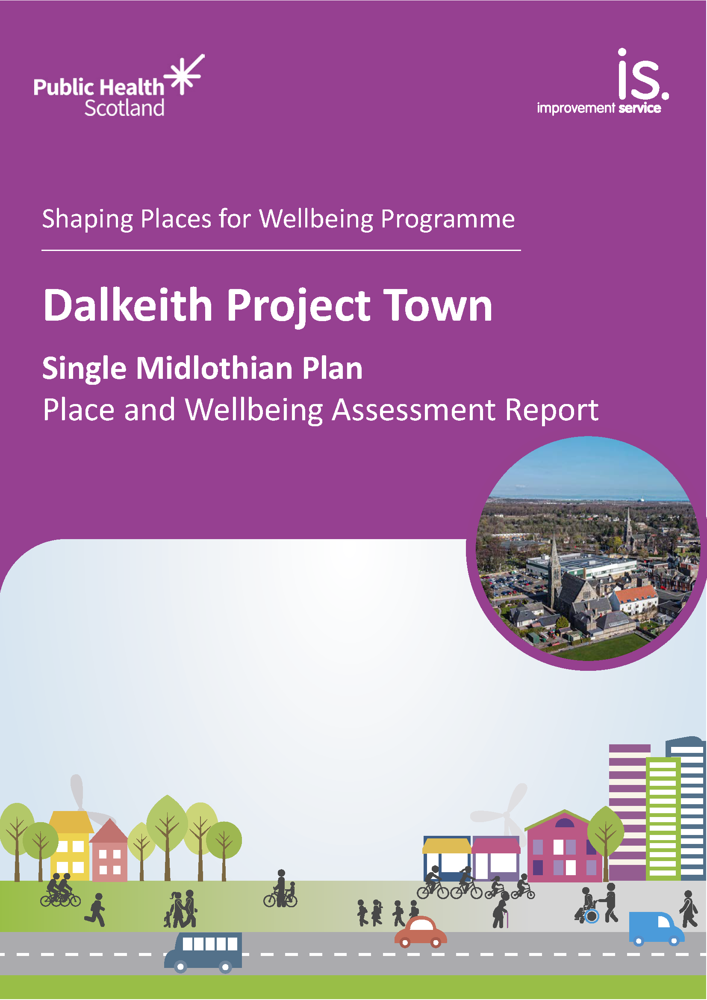 Public Health
Scotland
is.
improvement service
Shaping Places for Wellbeing Programme
Dalkeith Project Town
Single Midlothian Plan
Place and Wellbeing Assessment Report